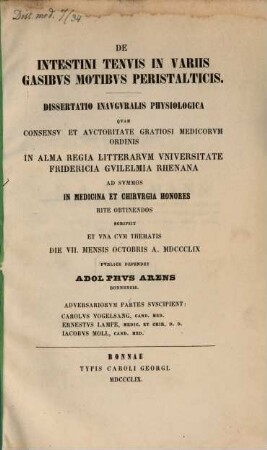 DE
INTESTINI TENVIS IN VARIIS
GASIBVS MOTIBVS PERISTALTICIS.
DISSERTATIO INAVGVRALIS PHYSIOLOGICA
QVAM
CONSENSV ET AVCTORITATE GRATIOSI MEDICORVM
ORDINIS
IN ALMA REGIA LITTERARVM VNIVERSITATE
FRIDERICIA GVILELMIA RHENANA
AD SVMMOS
IN MEDICINA ET CHIRVRGIA HONORES
RITE OBTINENDOS
SCRIPSIT
ET VNA CVM THEMATIS
DIE VII. MENSIS OCTOBRIS A. MDCCCLIX
PVBLICE DEFENDET
ADOLPHVS ARENS
BONNENSIS.
ADVERSARIORVM PARTES SVSCIPIENT:
CAROLVS VOGELSANG, CAND. MED.
ERNESTVS LAMPE, MEDIC. ET CHIR. D. D.
IACOBVS MOLL, CAND. MED.
BONNAE
TYPIS CAROLI GEORGI.
MDCCCLIX.